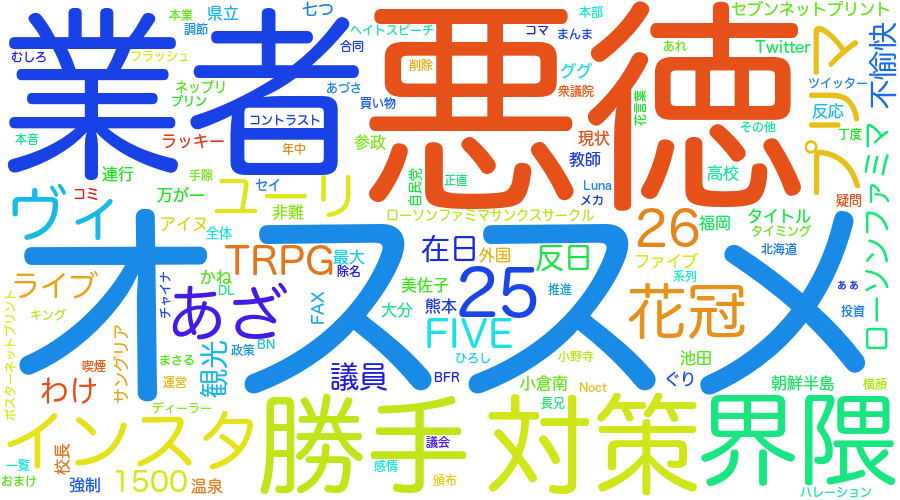 本業
県立
七つ
ヘイトスピーチ
本部
コマ
まんま
セブンネットプリント
調節
合同
あれ
Twitter
むしろ
フラッシュ
業者
悪徳
プリマ
不愉快
ツイッター
ネップリ
プリン
あづさ
買い物
削除
ググ
衆議院
花言葉
反応
コントラスト
その他
丁度
本音
ラッキー
年中
参政
現状
教師
高校
連行
手際
自民党
正直
Luna
メカ
疑問
コミ
万がー
ユーリ
セイ
非難
ローソンファミマサンクスサークル
ローソンファミマ
ヴィ
アイヌ
全体
26
福岡
タイトル
タイミング
オススメ
ライブ
TRPG
最大
除名
在日
外国
反日
ファイブ
北海道
かね
DL
チャイナ
あざ
FAX
美佐子
大分
熊本
25
推進
系列
花冠
ぁぁ
投資
キング
ポスターネットプリント
サングリア
まさる
観光
政策
BN
FIVE
ひろし
小野寺
池田
喫煙
運営
わけ
議員
BFR
小倉南
Noct
ぐり
朝鮮半島
横顔
ディーラー
長兄
インスタ
勝手
対策
界隈
議会
校長
一覧
おまけ
強制
1500
温泉
感情
頒布
ハレーション